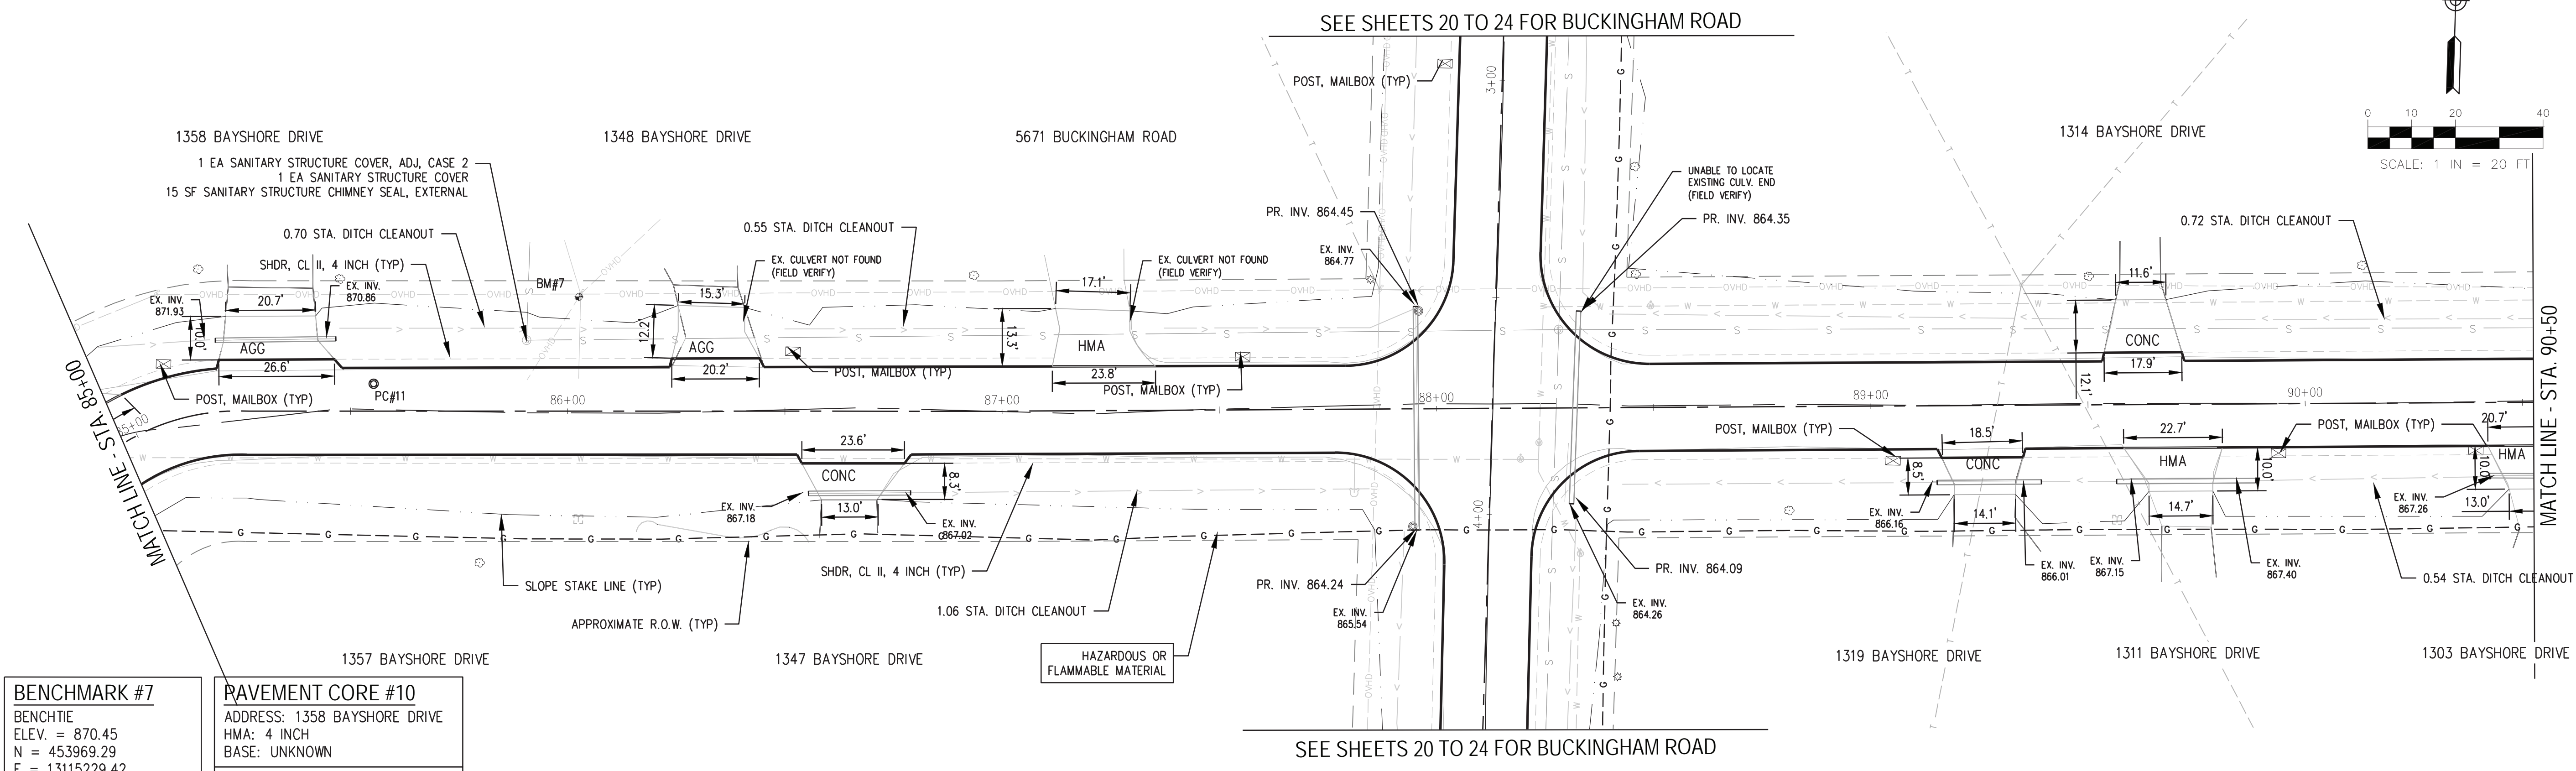 SEE SHEETS 20 TO 24 FOR BUCKINGHAM ROAD
POST, MAILBOX (TYP)
3+00
0 10 20 40
SCALE: 1 IN = 20 FT
1358 BAYSHORE DRIVE
1348 BAYSHORE DRIVE
5671 BUCKINGHAM ROAD
1314 BAYSHORE DRIVE
1 EA SANITARY STRUCTURE COVER, ADJ, CASE 2
1 EA SANITARY STRUCTURE COVER
15 SF SANITARY STRUCTURE CHIMNEY SEAL, EXTERNAL
0.70 STA. DITCH CLEANOUT
SHDR, CL II, 4 INCH (TYP)
0.55 STA. DITCH CLEANOUT
EX. CULVERT NOT FOUND
(FIELD VERIFY)
EX. CULVERT NOT FOUND
(FIELD VERIFY)
PR. INV. 864.45
EX. INV.
864.77
UNABLE TO LOCATE
EXISTING CULV. END
(FIELD VERIFY)
PR. INV. 864.35
0.72 STA. DITCH CLEANOUT
EX. INV.
871.93
20.7'
EX. INV.
870.86
BM#7
15.3'
17.1'
11.6'
10.0'
AGG
26.6'
12.2'
AGG
20.2'
13.3'
HMA
23.8'
CONC
17.9'
12.1'
POST, MAILBOX (TYP)
PC#11
POST, MAILBOX (TYP)
POST, MAILBOX (TYP)
MATCH LINE - STA. 85+00
85+00
86+00
87+00
88+00
89+00
90+00
MATCH LINE - STA. 90+50
23.6'
CONC
8.3'
13.0'
EX. INV.
867.18
EX. INV.
867.02
POST, MAILBOX (TYP)
18.5'
CONC
8.5'
14.1'
EX. INV.
866.16
EX. INV.
866.01
22.7'
HMA
10.0'
14.7'
EX. INV.
867.15
EX. INV.
867.40
POST, MAILBOX (TYP)
20.7'
HMA
10.0'
13.0'
EX. INV.
867.26
0.54 STA. DITCH CLEANOUT
4+00
SLOPE STAKE LINE (TYP)
APPROXIMATE R.O.W. (TYP)
SHDR, CL II, 4 INCH (TYP)
1.06 STA. DITCH CLEANOUT
HAZARDOUS OR
FLAMMABLE MATERIAL
PR. INV. 864.24
EX. INV.
865.54
PR. INV. 864.09
EX. INV.
864.26
1357 BAYSHORE DRIVE
1347 BAYSHORE DRIVE
1319 BAYSHORE DRIVE
1311 BAYSHORE DRIVE
1303 BAYSHORE DRIVE
SEE SHEETS 20 TO 24 FOR BUCKINGHAM ROAD
BENCHMARK #7
BENCHTIE
ELEV. = 870.45
N = 453969.29
E = 13115229.42
PAVEMENT CORE #10
ADDRESS: 1358 BAYSHORE DRIVE
HMA: 4 INCH
BASE: UNKNOWN